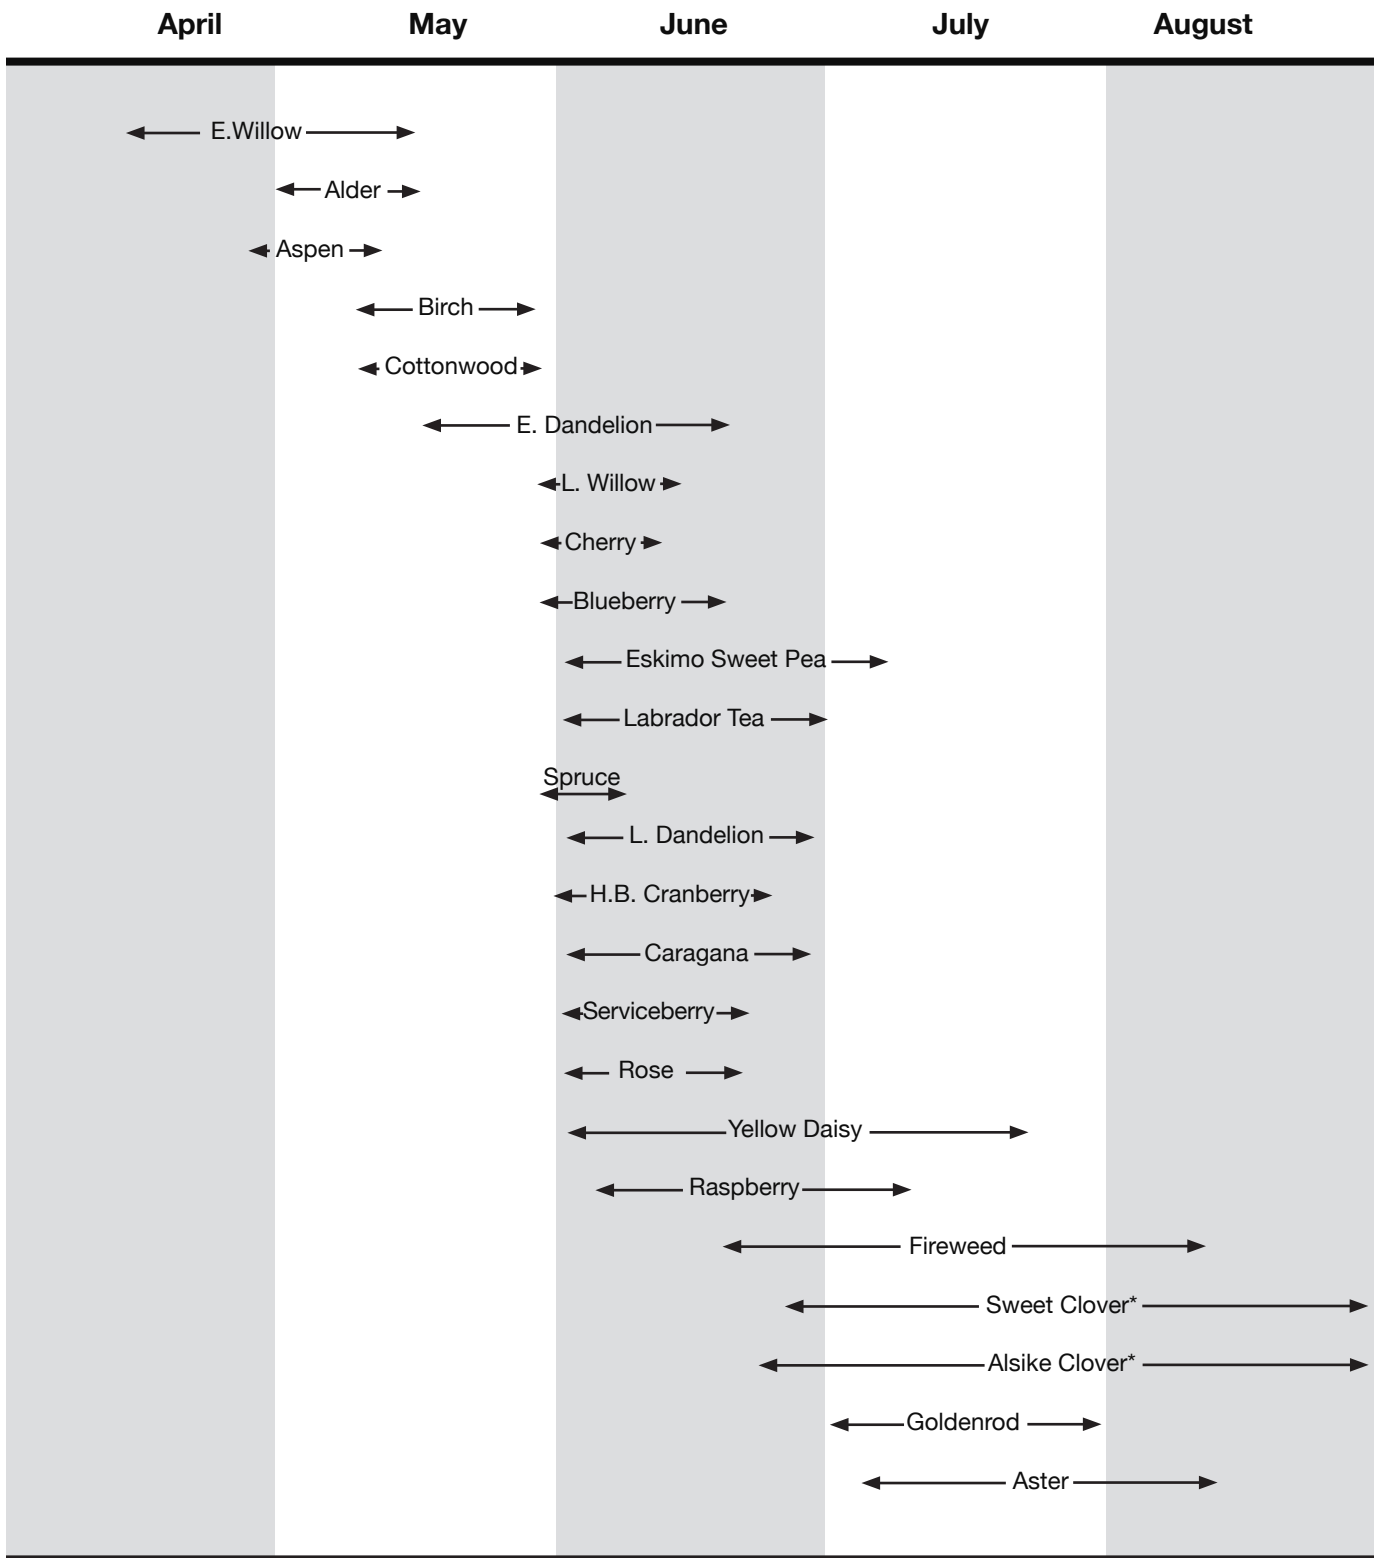 April May June July August
E.Willow
Alder
Aspen
Birch
Cottonwood
E. Dandelion
L. Willow
Cherry
Blueberry
Eskimo Sweet Pea
Labrador Tea
Spruce
L. Dandelion
H.B. Cranberry
Caragana
Serviceberry
Rose
Yellow Daisy
Raspberry
Fireweed
Sweet Clover*
Alsike Clover*
Goldenrod
Aster